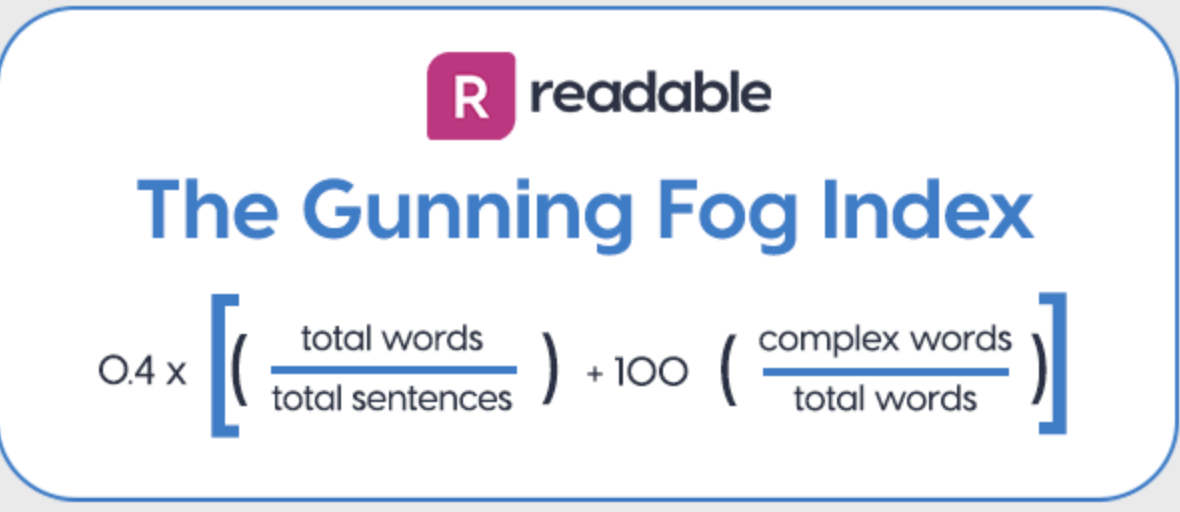 R readable
The Gunning Fog Index
0.4 x [( total words / total sentences ) + 100 ( complex words / total words )]